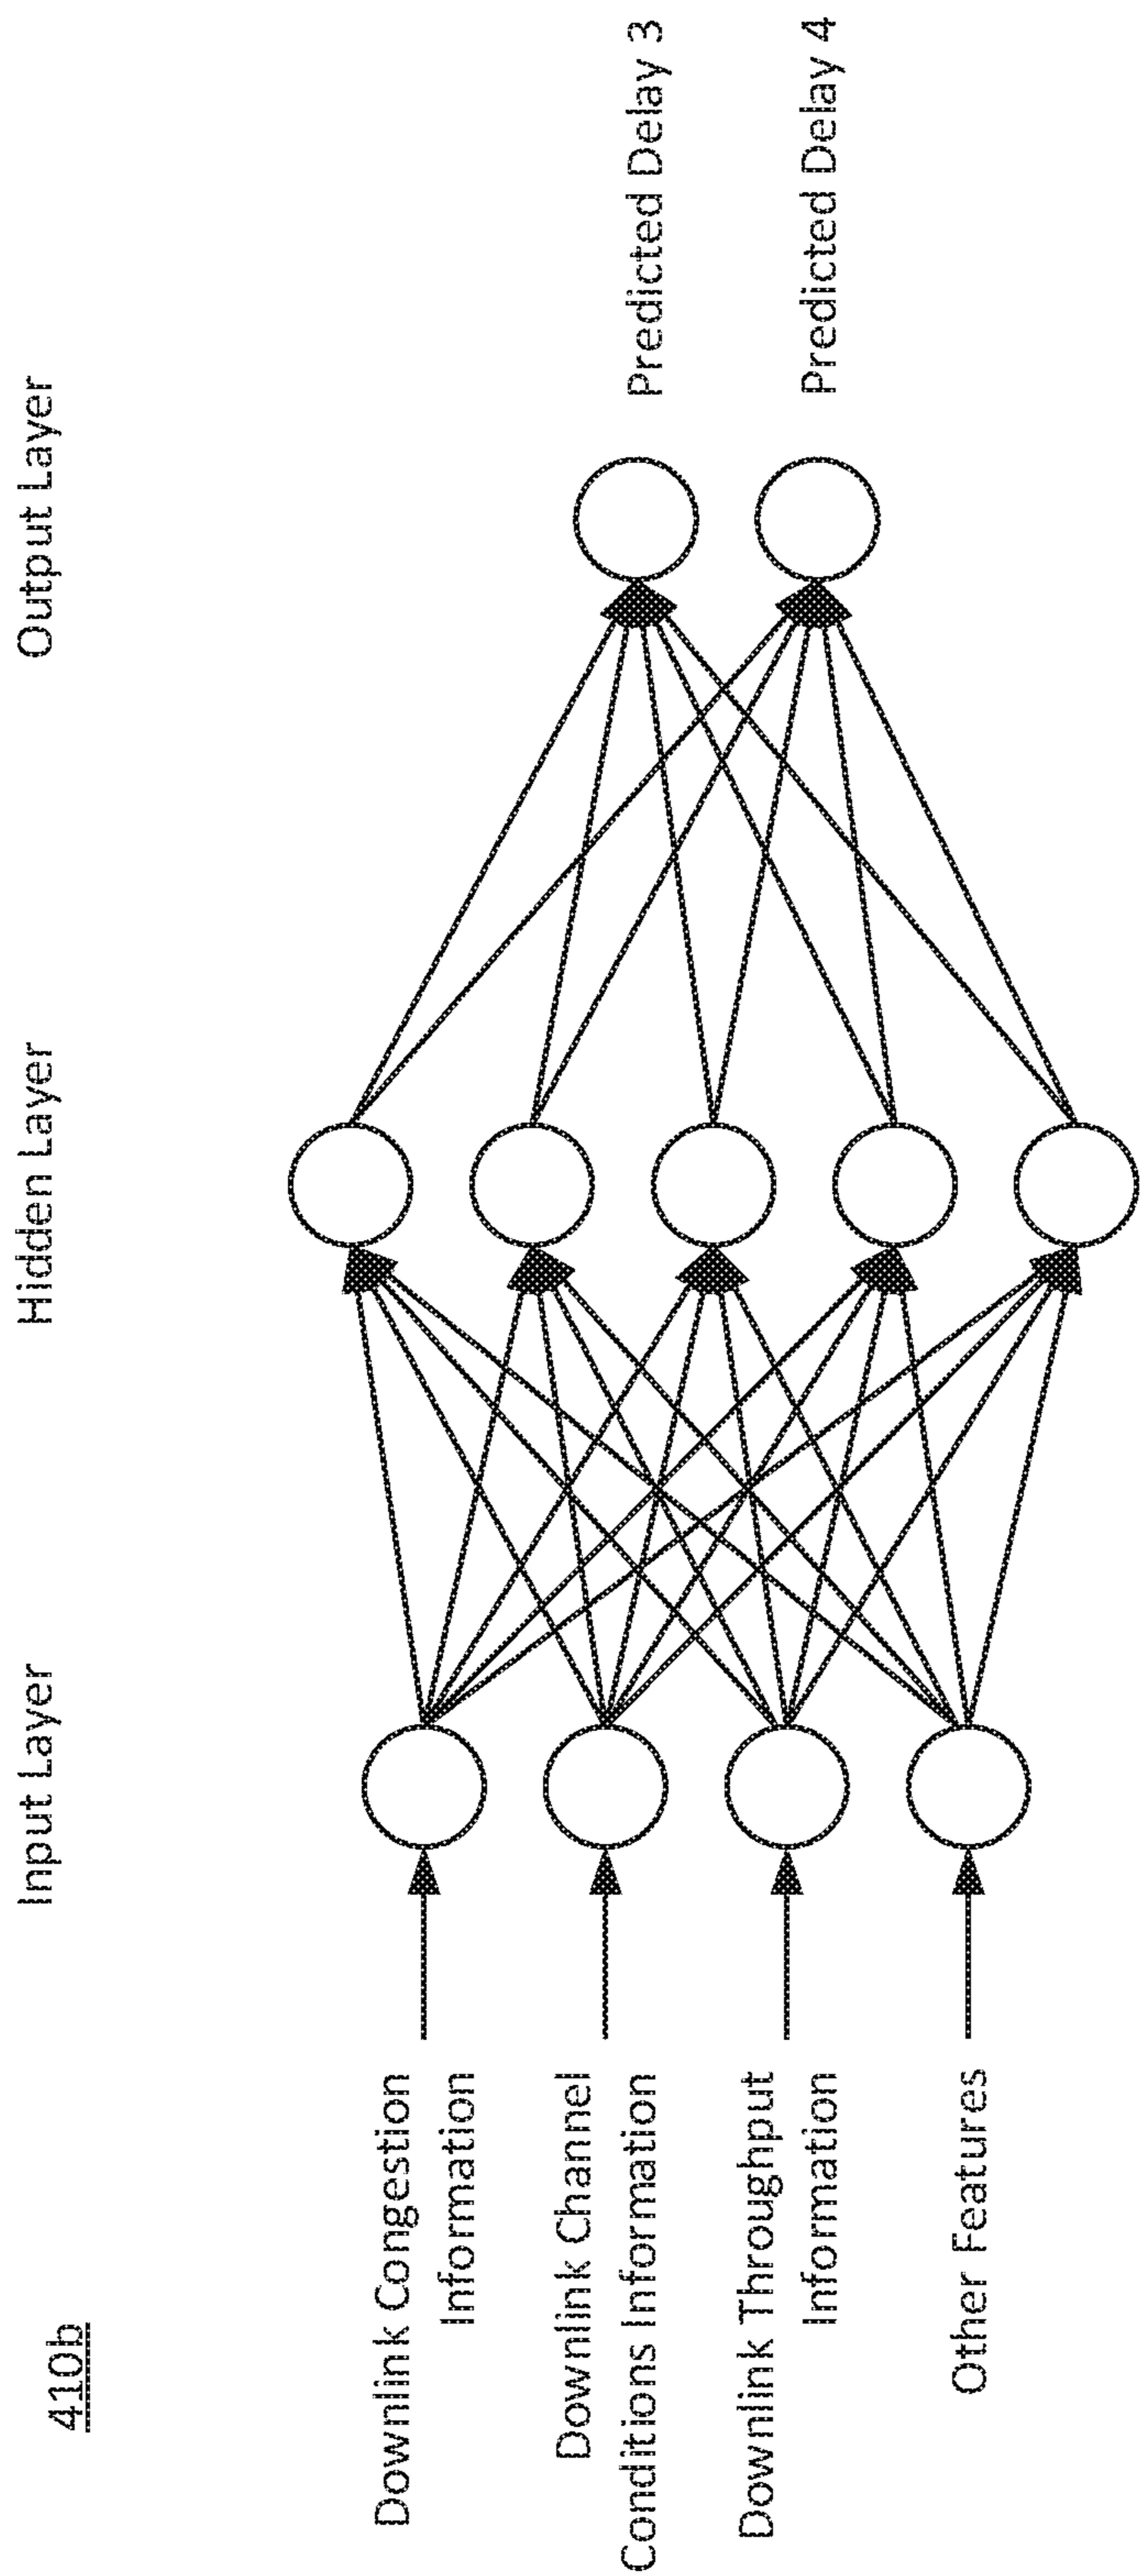 410b
Input Layer
Hidden Layer
Output Layer
Downlink Congestion
Information
Downlink Channel
Conditions Information
Downlink Throughput
Information
Other Features
Predicted Delay 3
Predicted Delay 4